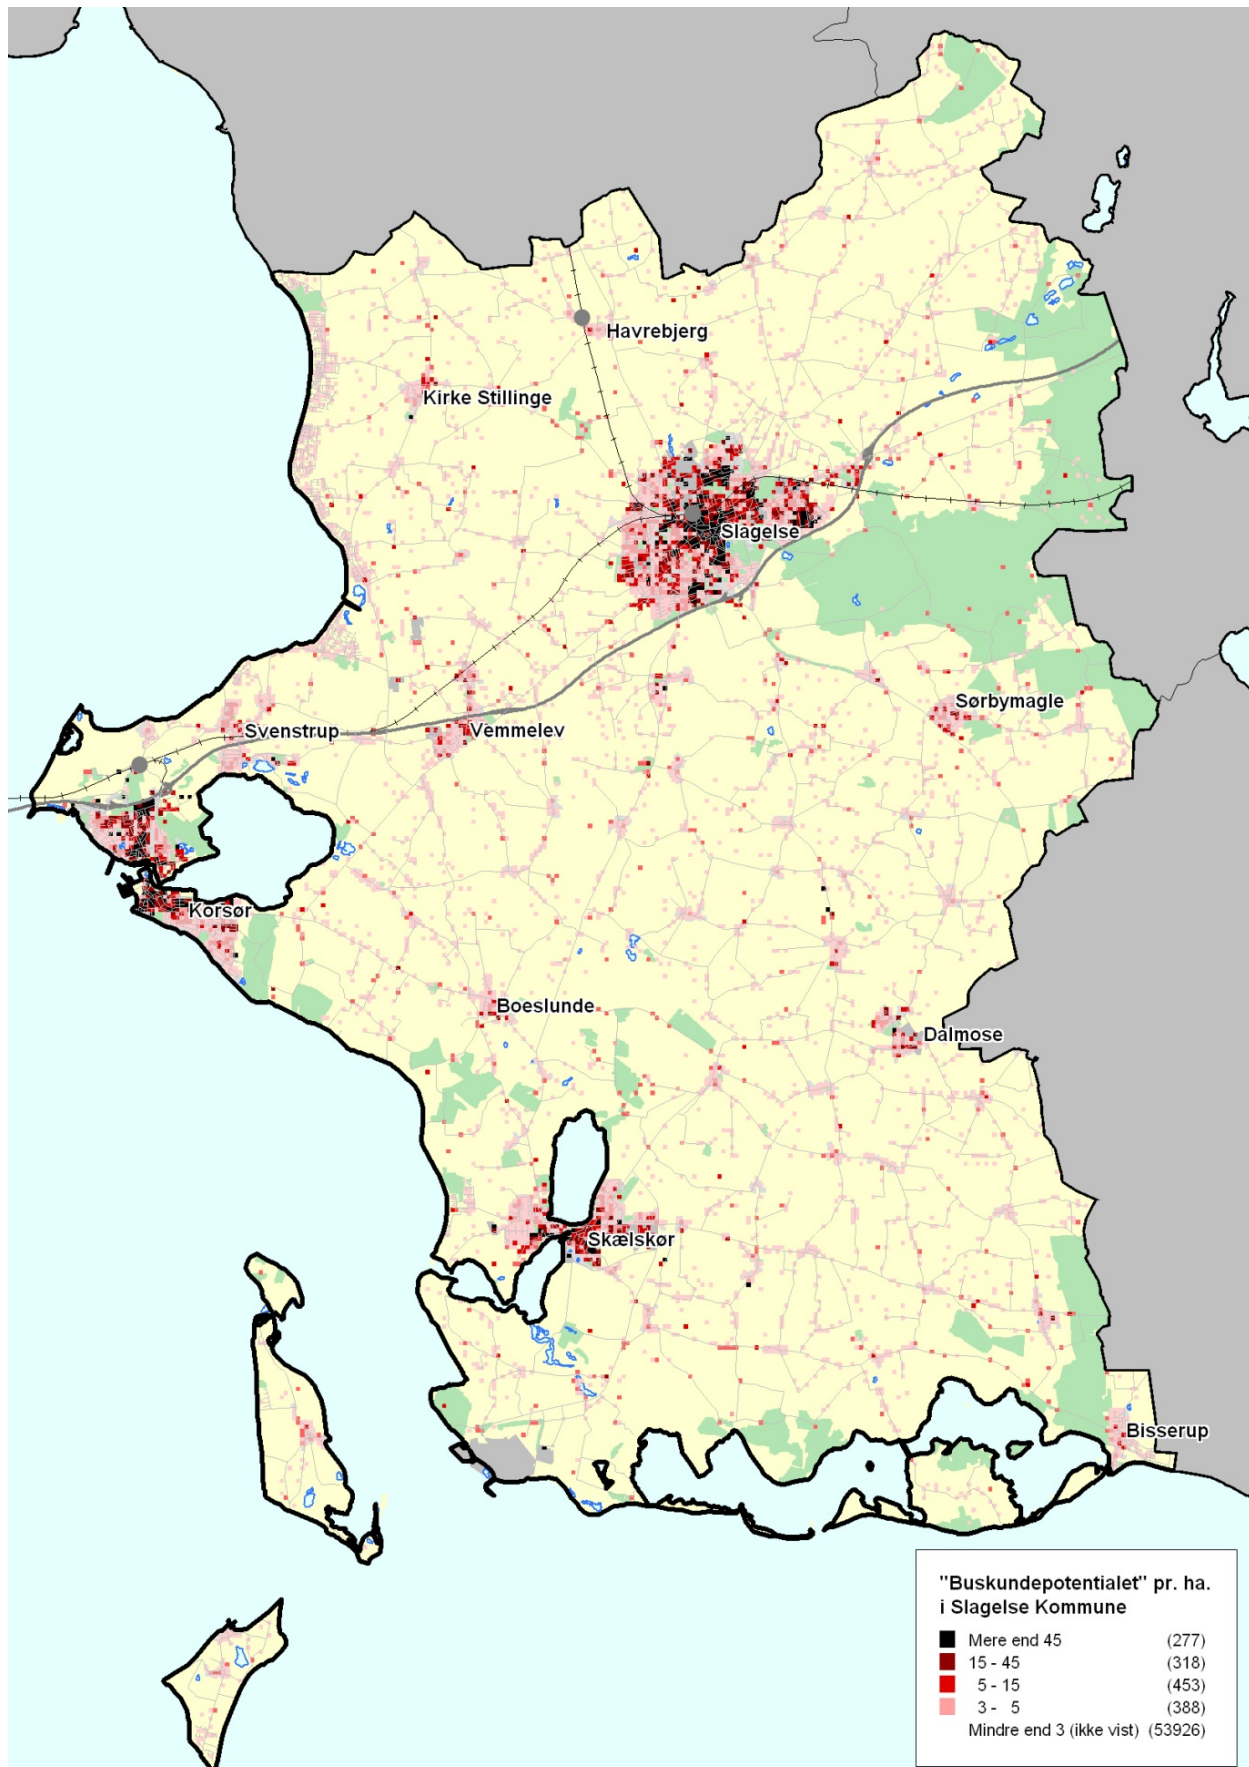 Havrebjerg
Kirke Stillinge
Slagelse
Sørbymagle
Svenstrup
Vemmelev
Korsør
Boeslunde
Dalmose
Skælskør
Bisserup
"Buskundepotentialet" pr. ha.
i Slagelse Kommune
Mere end 45 (277)
15 - 45 (318)
5 - 15 (453)
3 - 5 (388)
Mindre end 3 (ikke vist) (53926)